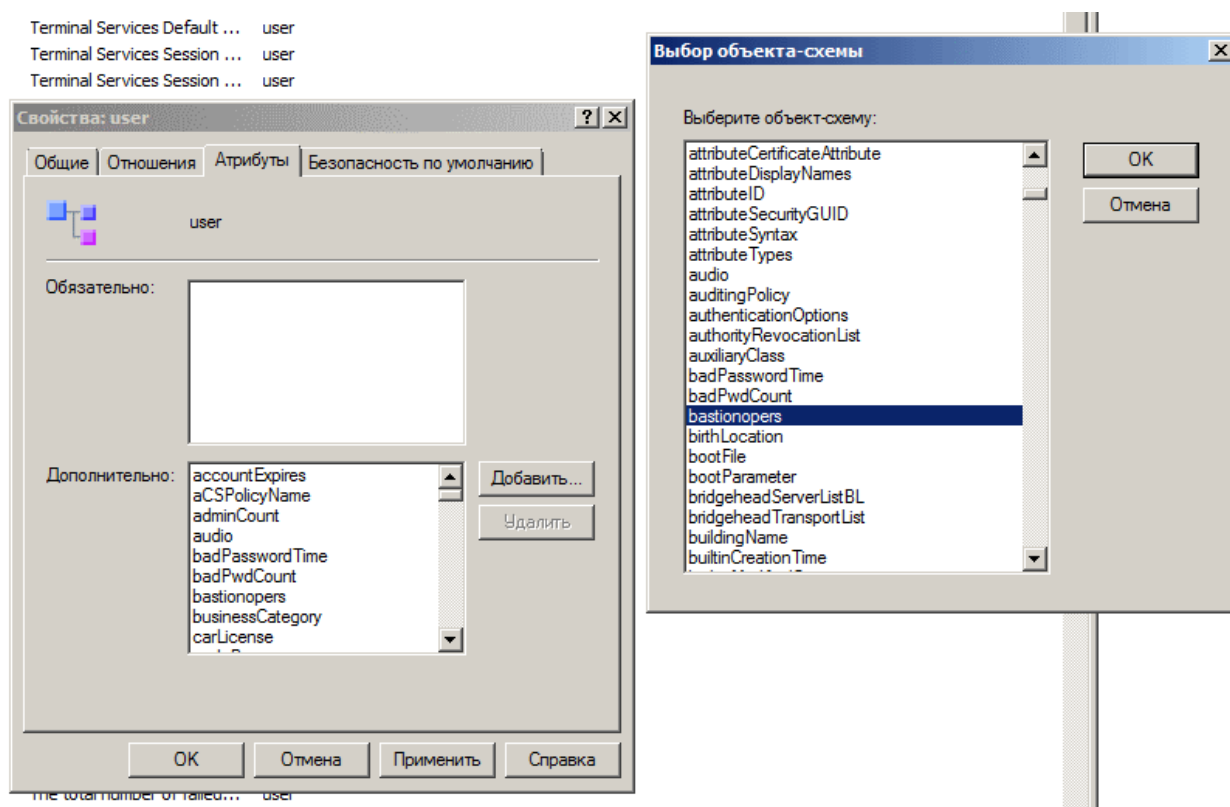 Terminal Services Default ... user
Terminal Services Session ... user
Terminal Services Session ... user
Свойства: user
Общие Отношения Атрибуты Безопасность по умолчанию
user
Обязательно:
Дополнительно:
accountExpires
aCSPolicyName
adminCount
audio
badPasswordTime
badPwdCount
bastionopers
businessCategory
carLicense
Добавить...
Удалить
ОК Отмена Применить Справка
The total number of failed... user
Выбор объекта-схемы
Выберите объект-схему:
attributeCertificateAttribute
attributeDisplayNames
attributeID
attributeSecurityGUID
attributeSyntax
attributeTypes
audio
auditingPolicy
authenticationOptions
authorityRevocationList
auxiliaryClass
badPasswordTime
badPwdCount
bastionopers
birthLocation
bootFile
bootParameter
bridgeheadServerListBL
bridgeheadTransportList
buildingName
builtinCreationTime
ОК
Отмена